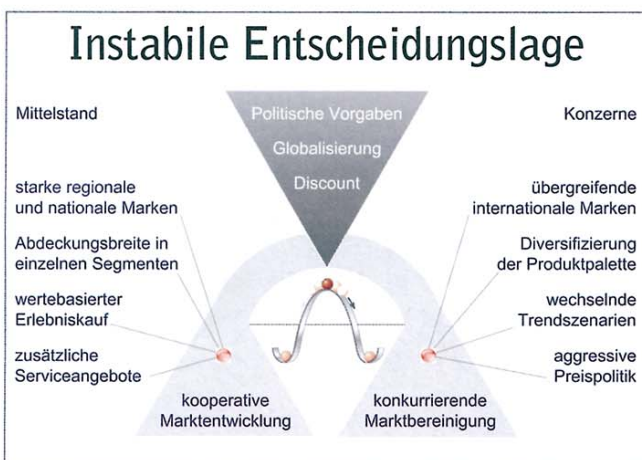 Instabile Entscheidungslage
Mittelstand
Politische Vorgaben
Globalisierung
Discount
Konzerne
starke regionale
und nationale Marken
Abdeckungsbreite in
einzelnen Segmenten
wertebasierter
Erlebniskauf
zusätzliche
Serviceangebote
übergreifende
internationale Marken
Diversifizierung
der Produktpalette
wechselnde
Trendszenarien
aggressive
Preispolitik
kooperative
Marktentwicklung
konkurrierende
Marktbereinigung